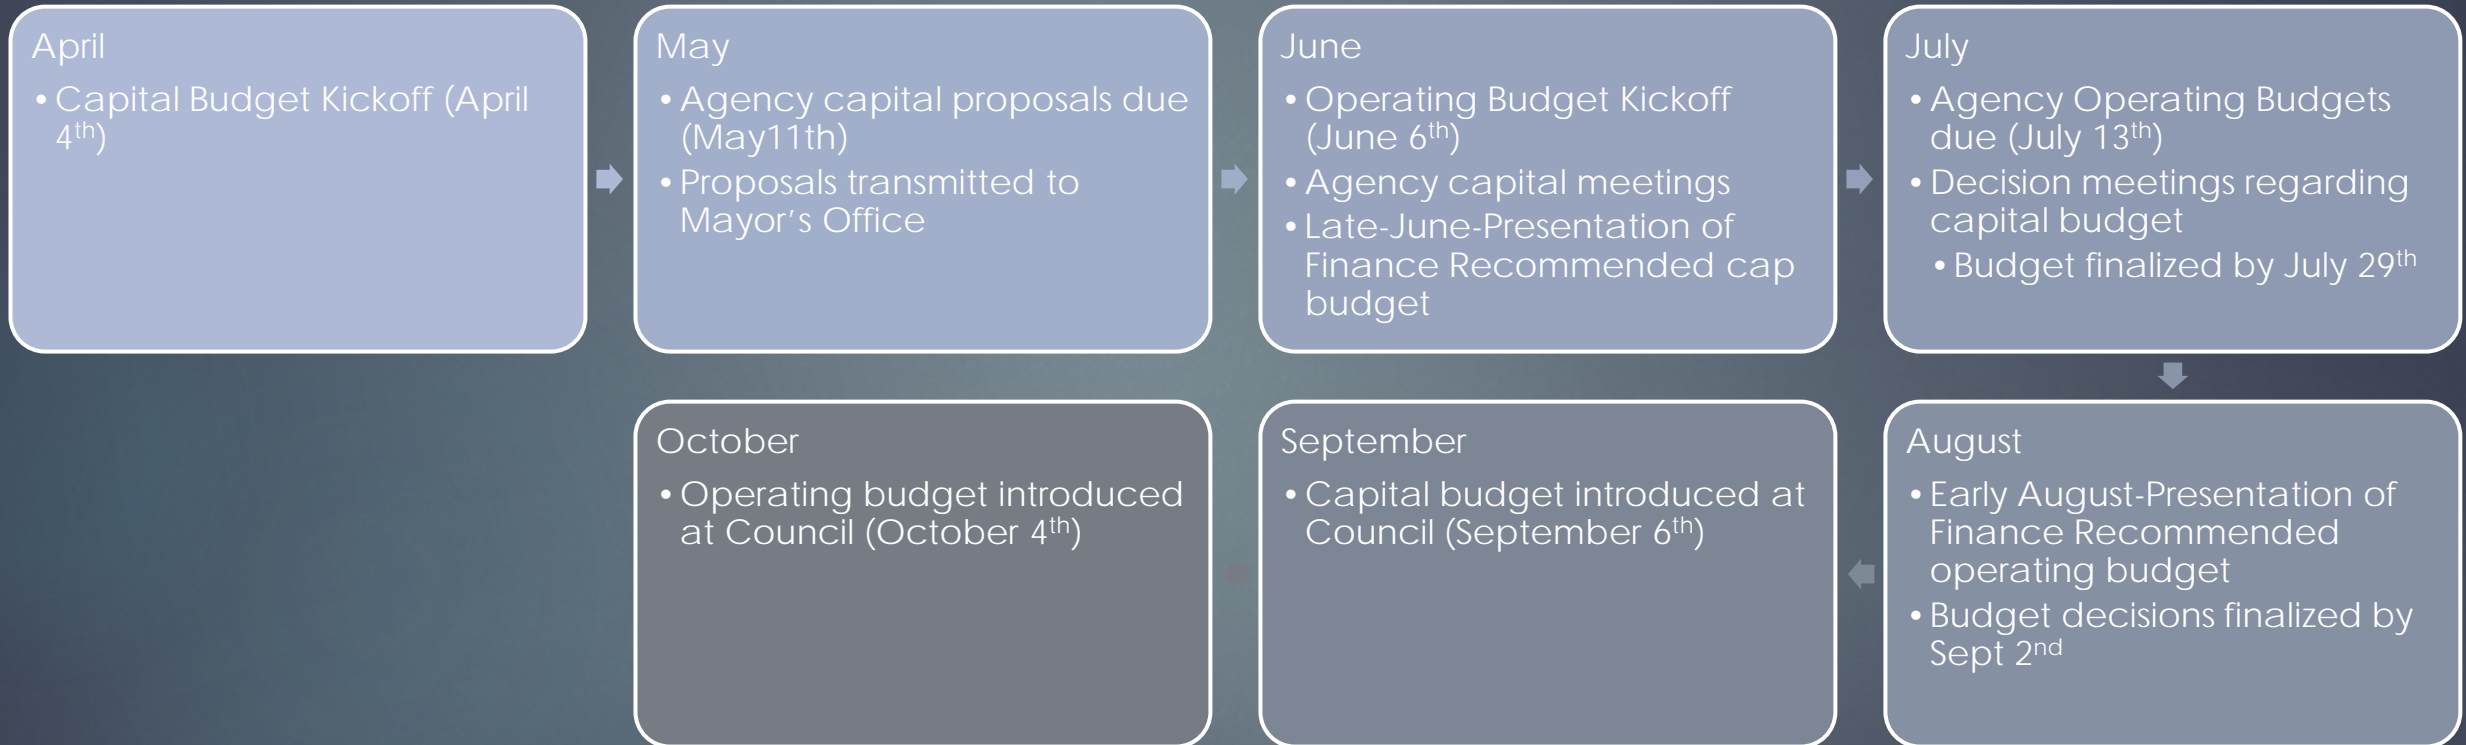 April
• Capital Budget Kickoff (April
4th)
May
• Agency capital proposals due
(May11th)
• Proposals transmitted to
Mayor's Office
June
• Operating Budget Kickoff
(June 6th)
• Agency capital meetings
• Late-June-Presentation of
Finance Recommended cap
budget
July
• Agency Operating Budgets
due (July 13th)
• Decision meetings regarding
capital budget
• Budget finalized by July 29th
August
• Early August-Presentation of
Finance Recommended
operating budget
• Budget decisions finalized by
Sept 2nd
September
• Capital budget introduced at
Council (September 6th)
October
• Operating budget introduced
at Council (October 4th)